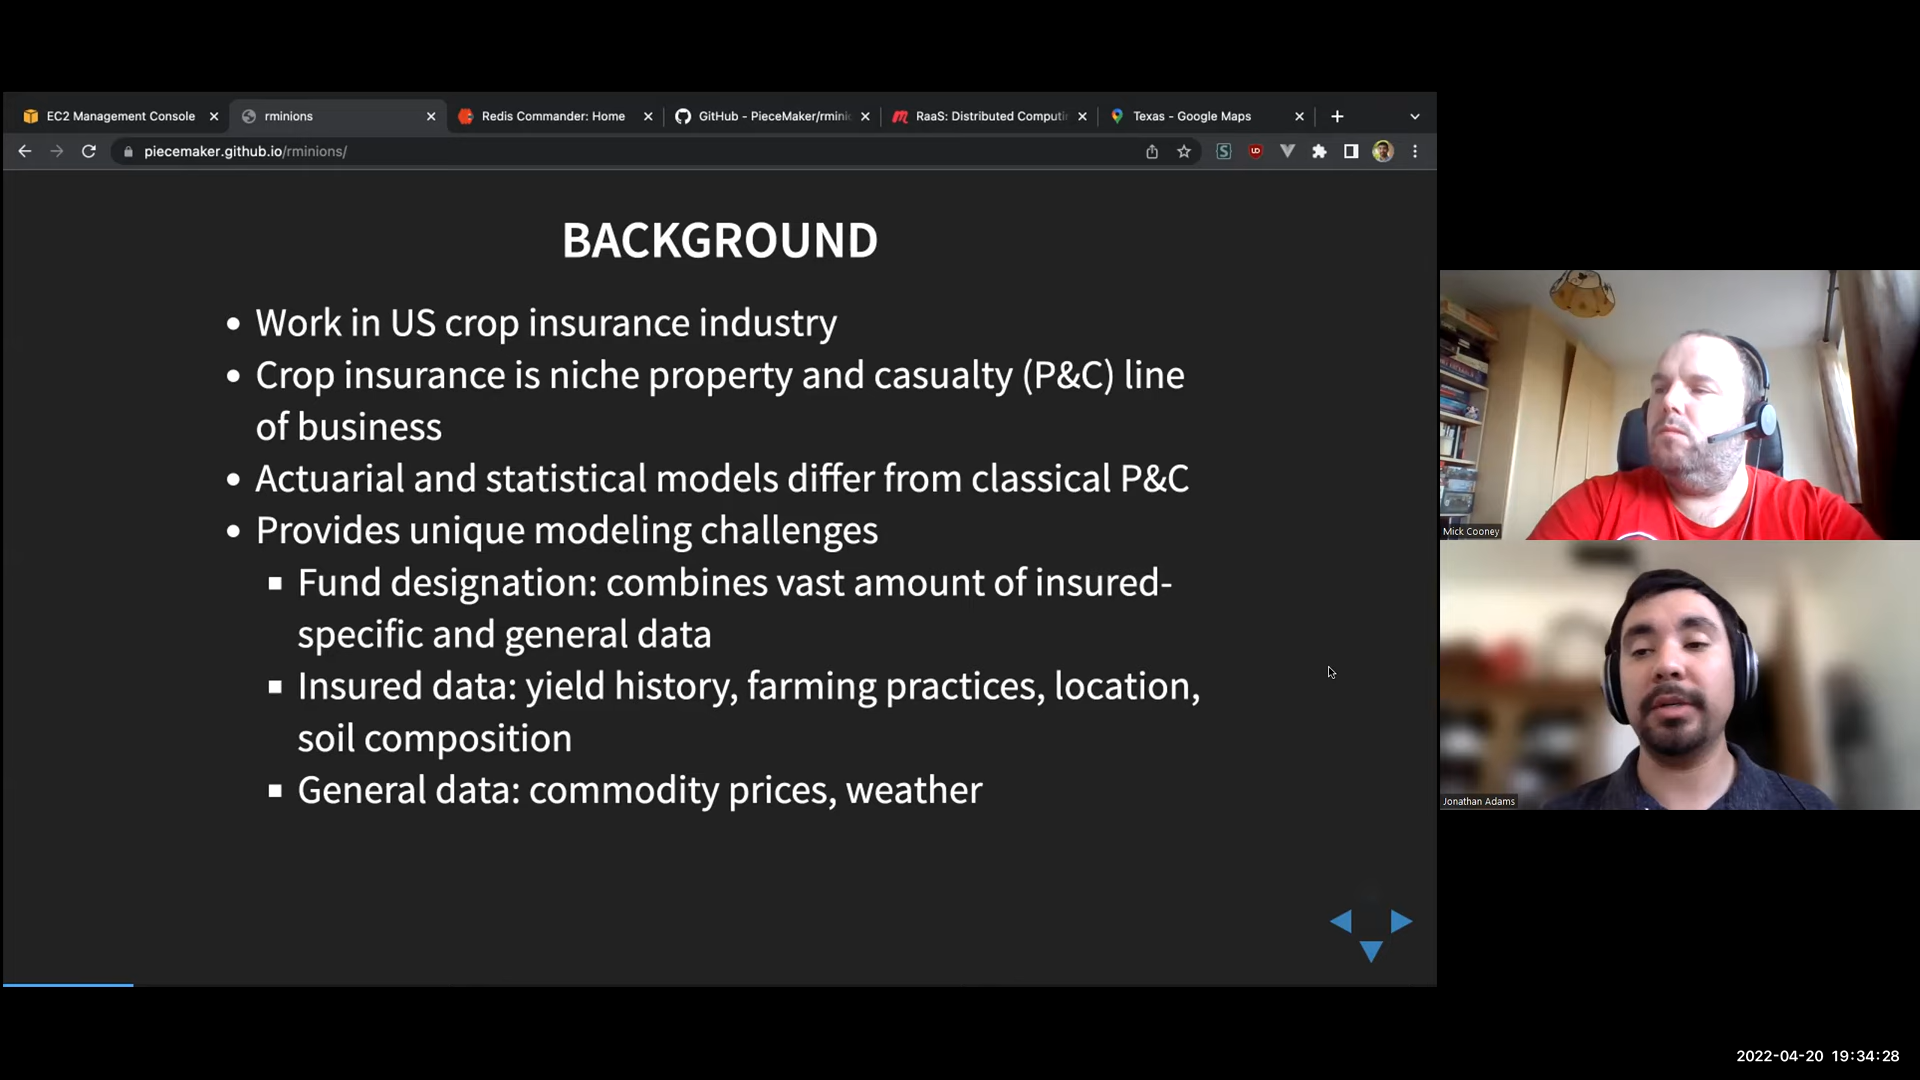 EC2 Management Console
rminions
Redis Commander: Home
GitHub - PieceMaker/rmini
RaaS: Distributed Computi
Texas - Google Maps
piecemaker.github.io/rminions/
BACKGROUND
• Work in US crop insurance industry
• Crop insurance is niche property and casualty (P&C) line
of business
• Actuarial and statistical models differ from classical P&C
• Provides unique modeling challenges
▪ Fund designation: combines vast amount of insured-
specific and general data
▪ Insured data: yield history, farming practices, location,
soil composition
▪ General data: commodity prices, weather
Mick Cooney
Jonathan Adams
2022-04-20 19:34:28